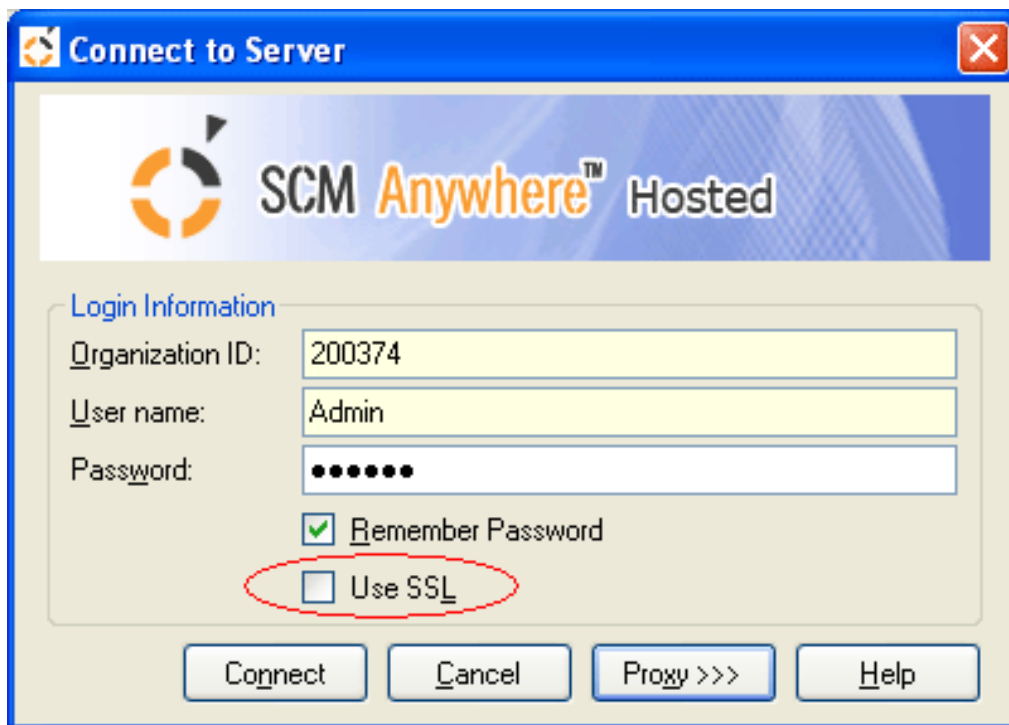 Connect to Server
SCM Anywhere™ Hosted
Login Information
Organization ID: 200374
User name: Admin
Password: ●●●●●●
Remember Password
Use SSL
Connect Cancel Proxy >>> Help